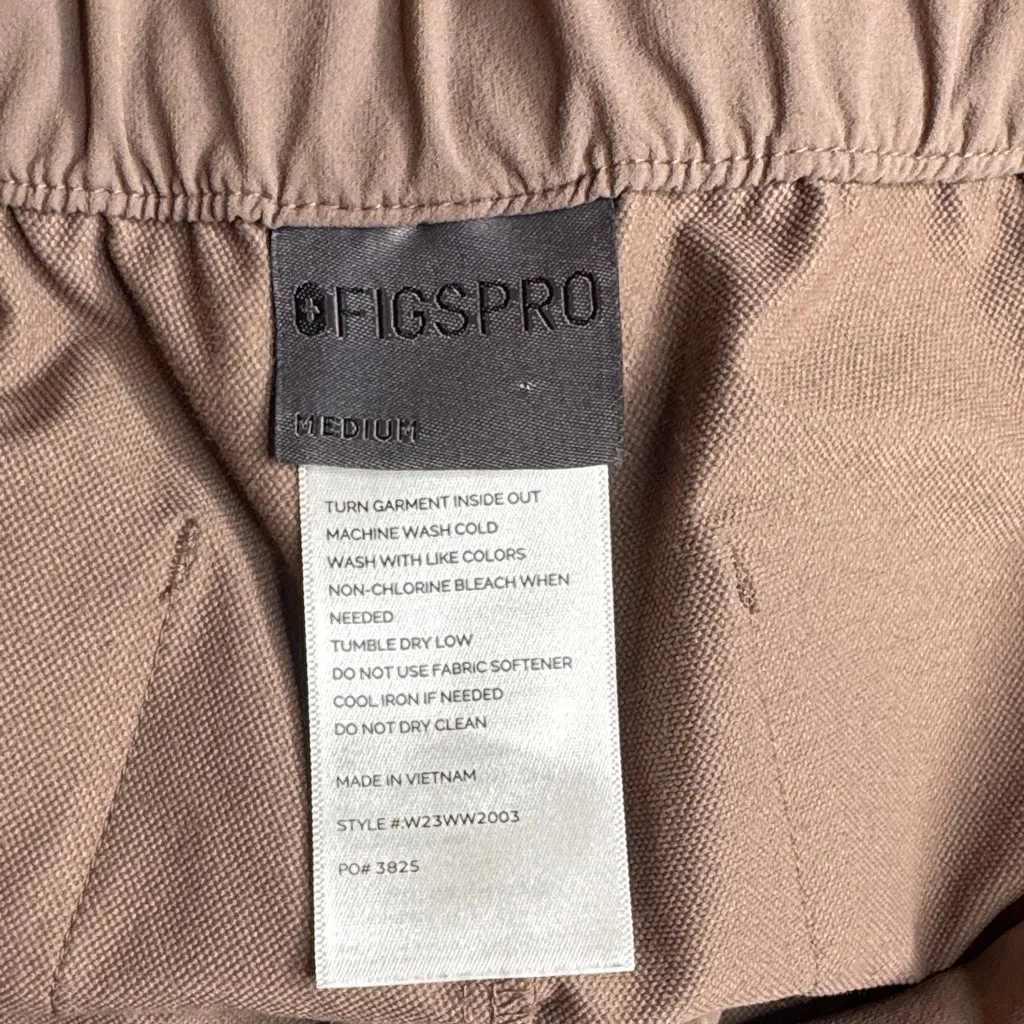 FIGSPRO
MEDIUM
TURN GARMENT INSIDE OUT
MACHINE WASH COLD
WASH WITH LIKE COLORS
NON-CHLORINE BLEACH WHEN
NEEDED
TUMBLE DRY LOW
DO NOT USE FABRIC SOFTENER
COOL IRON IF NEEDED
DO NOT DRY CLEAN
MADE IN VIETNAM
STYLE #:W23WW2003
PO# 3825